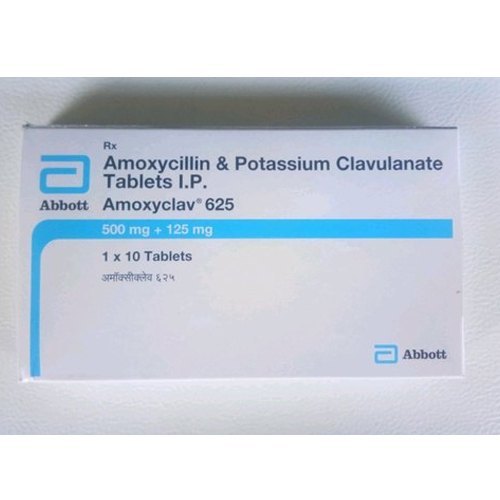 Rx
Amoxycillin & Potassium Clavulanate
Tablets I.P.
Amoxyclav® 625
500 mg + 125 mg
1 x 10 Tablets
अमॉक्सीक्लेव ६२५
Abbott
Abbott